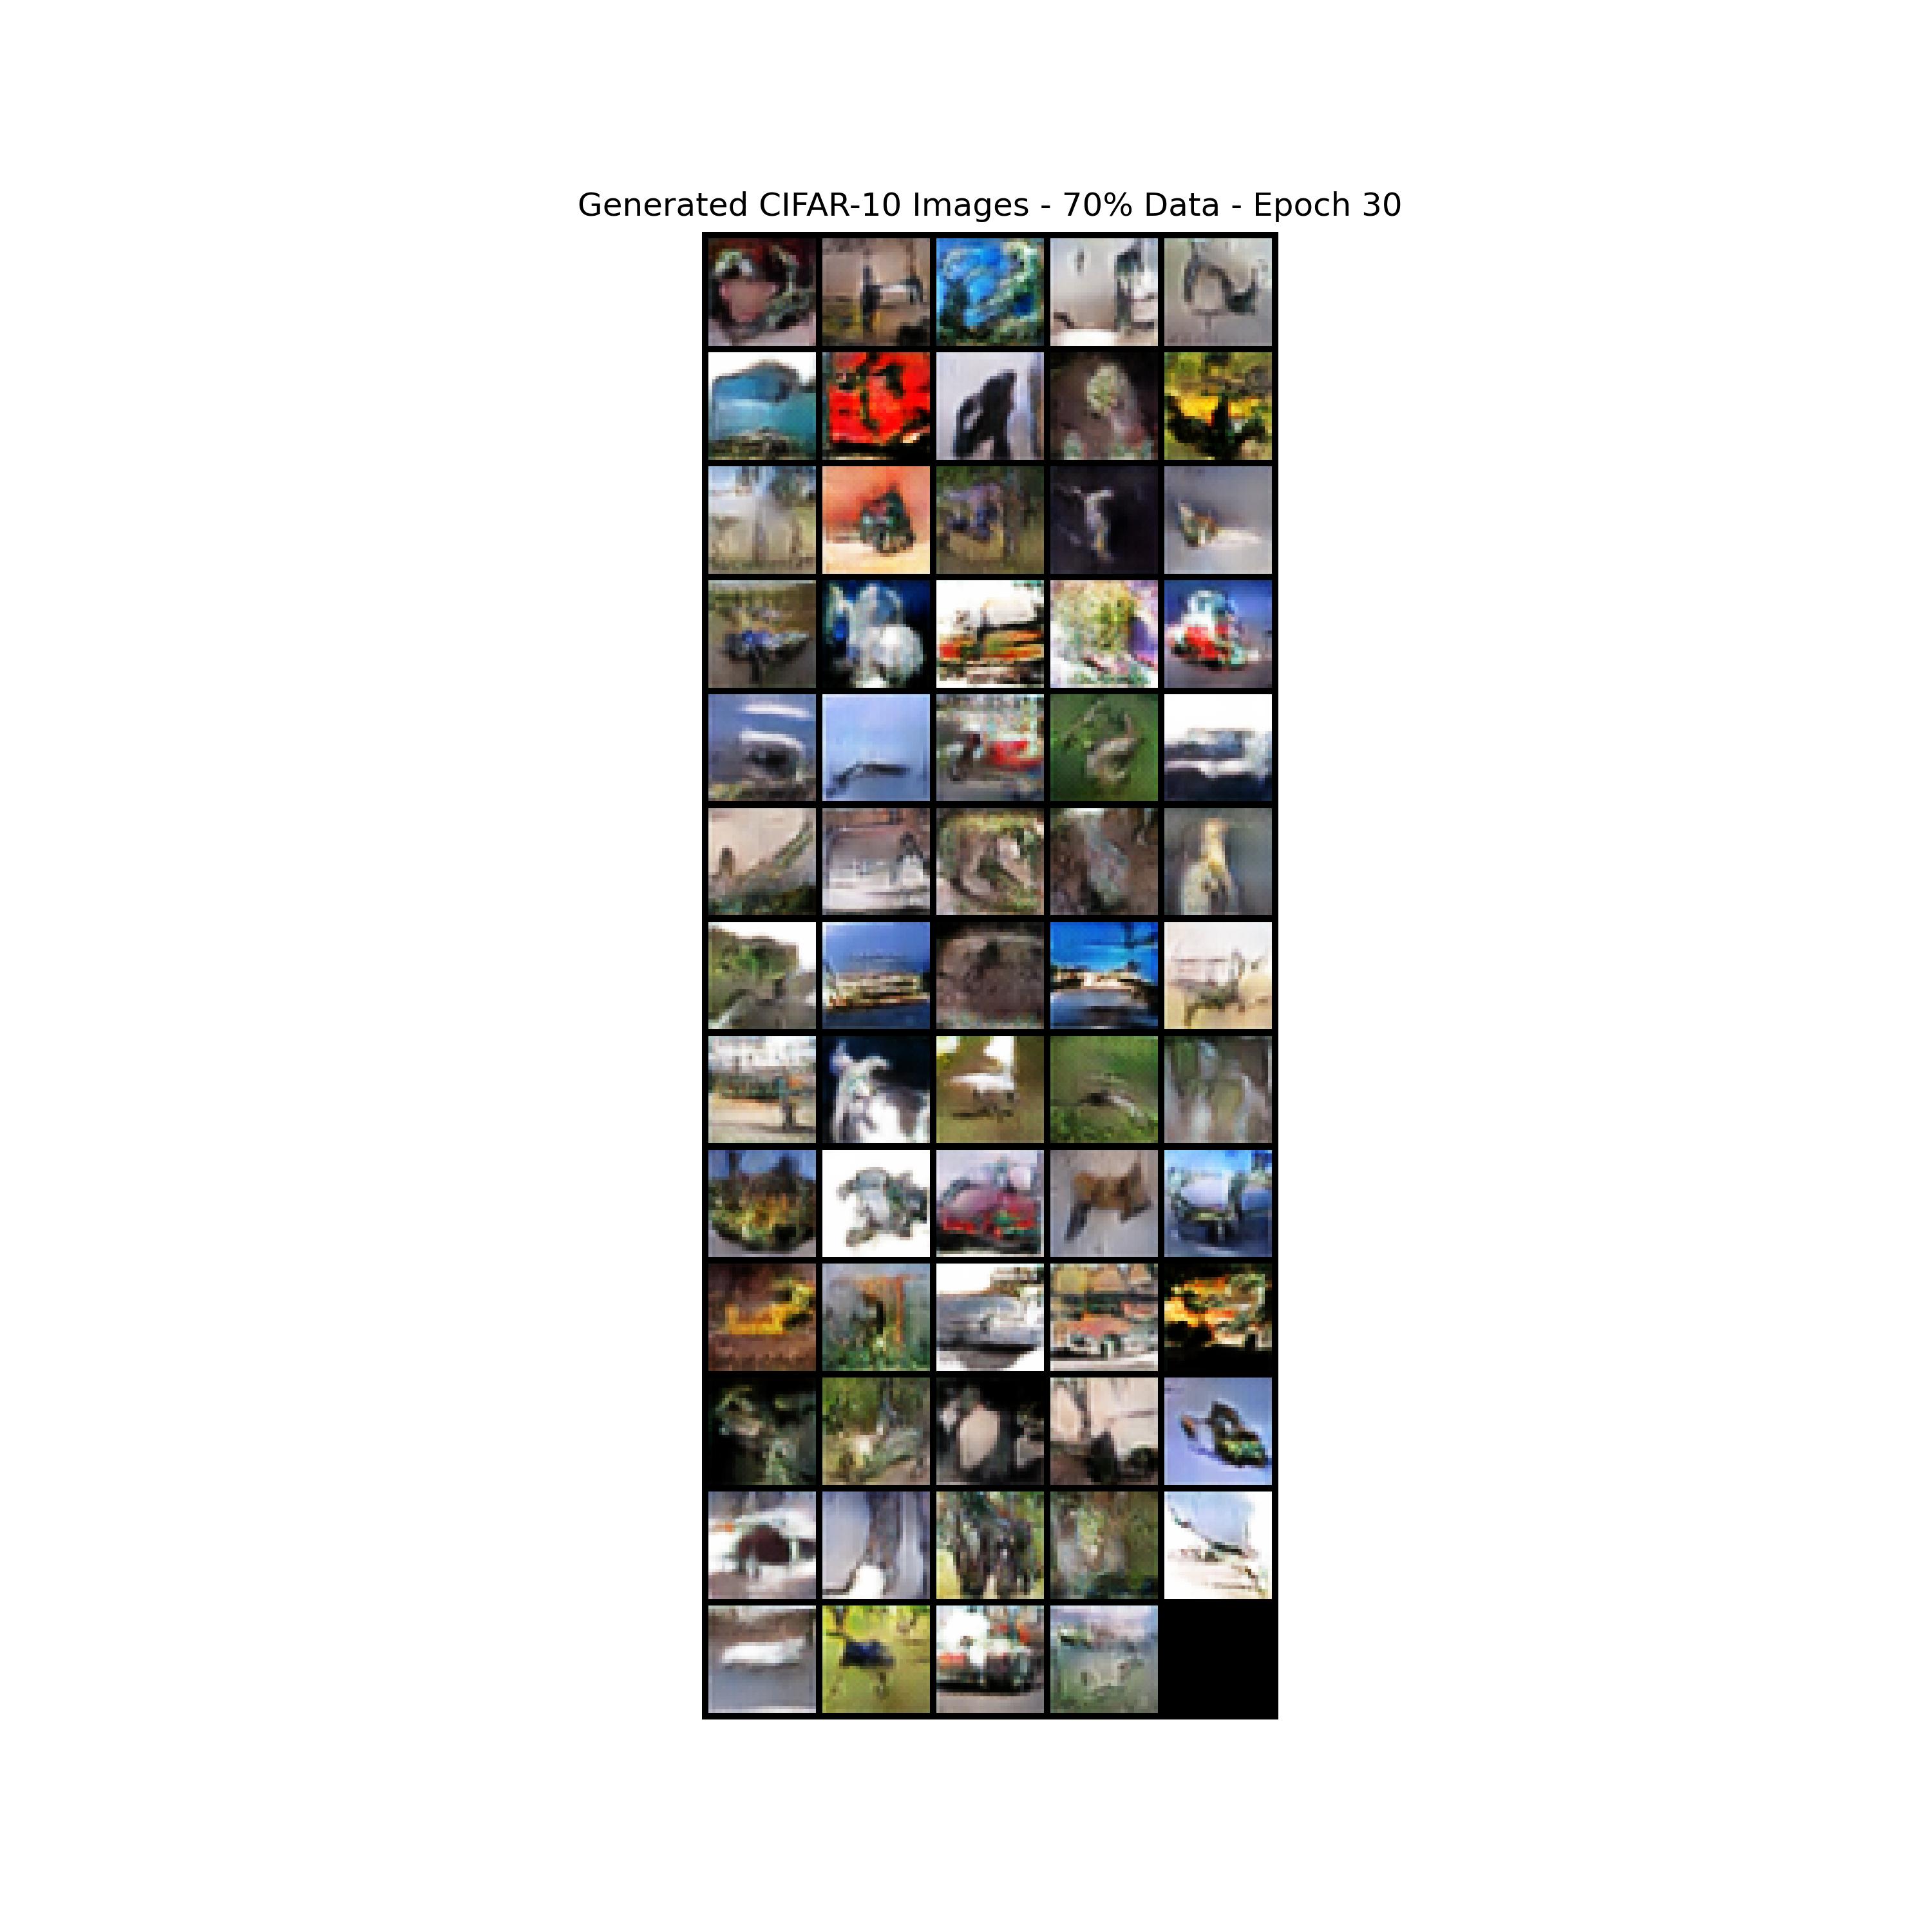 Generated CIFAR-10 Images - 70% Data - Epoch 30